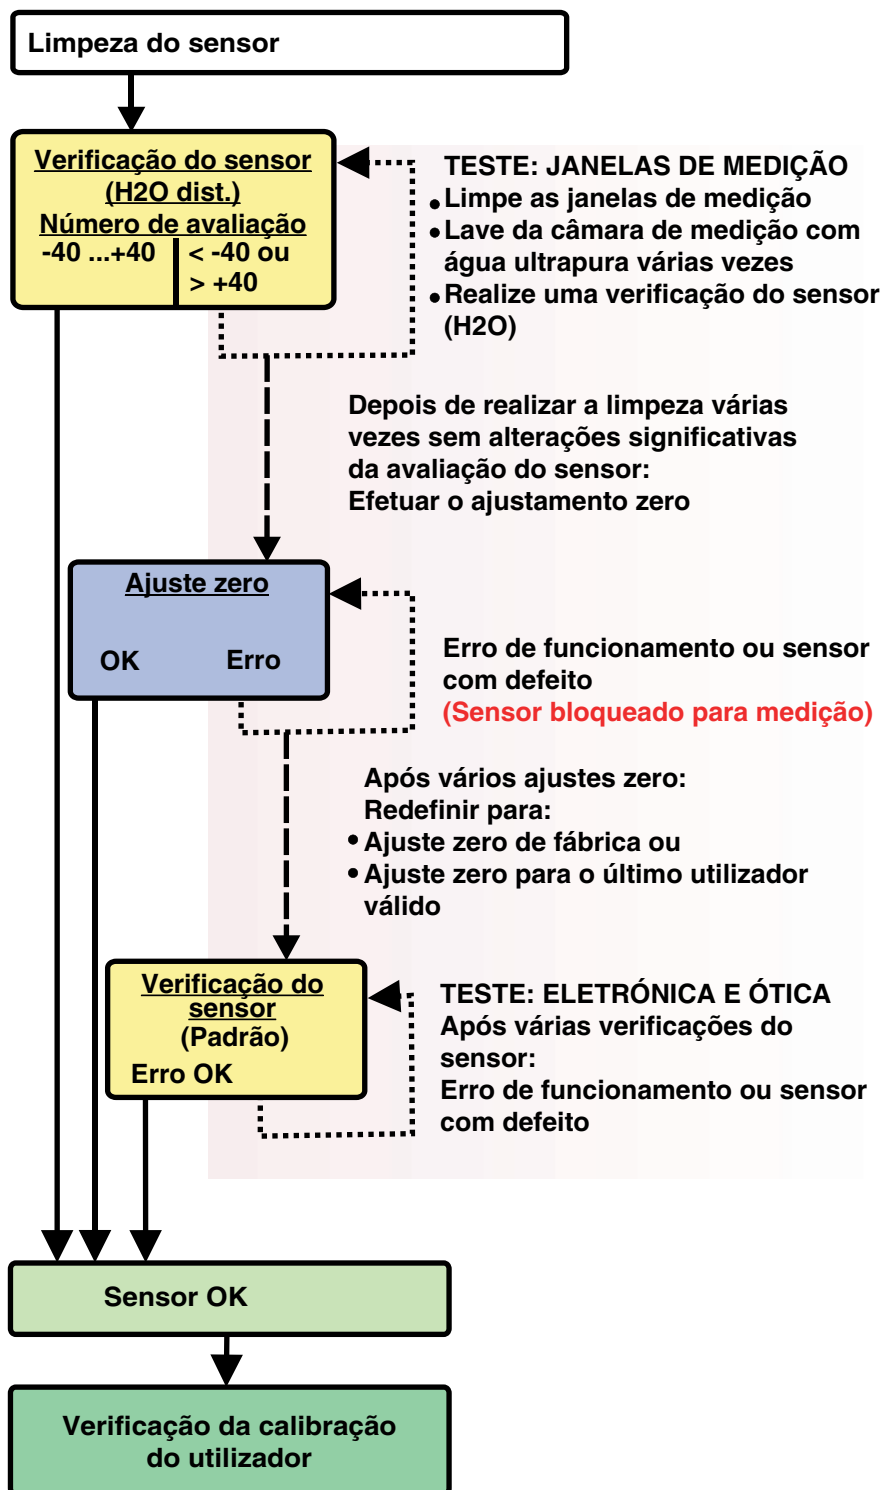 Limpeza do sensor
Verificação do sensor
(H2O dist.)
Número de avaliação
-40 ...+40
< -40 ou
> +40
TESTE: JANELAS DE MEDIÇÃO
• Limpe as janelas de medição
• Lave da câmara de medição com
água ultrapura várias vezes
• Realize uma verificação do sensor
(H2O)
Depois de realizar a limpeza várias
vezes sem alterações significativas
da avaliação do sensor:
Efetuar o ajustamento zero
Ajuste zero
OK Erro
Erro de funcionamento ou sensor
com defeito
(Sensor bloqueado para medição)
Após vários ajustes zero:
Redefinir para:
• Ajuste zero de fábrica ou
• Ajuste zero para o último utilizador
válido
Verificação do
sensor
(Padrão)
Erro OK
TESTE: ELETRÓNICA E ÓTICA
Após várias verificações do
sensor:
Erro de funcionamento ou sensor
com defeito
Sensor OK
Verificação da calibração
do utilizador